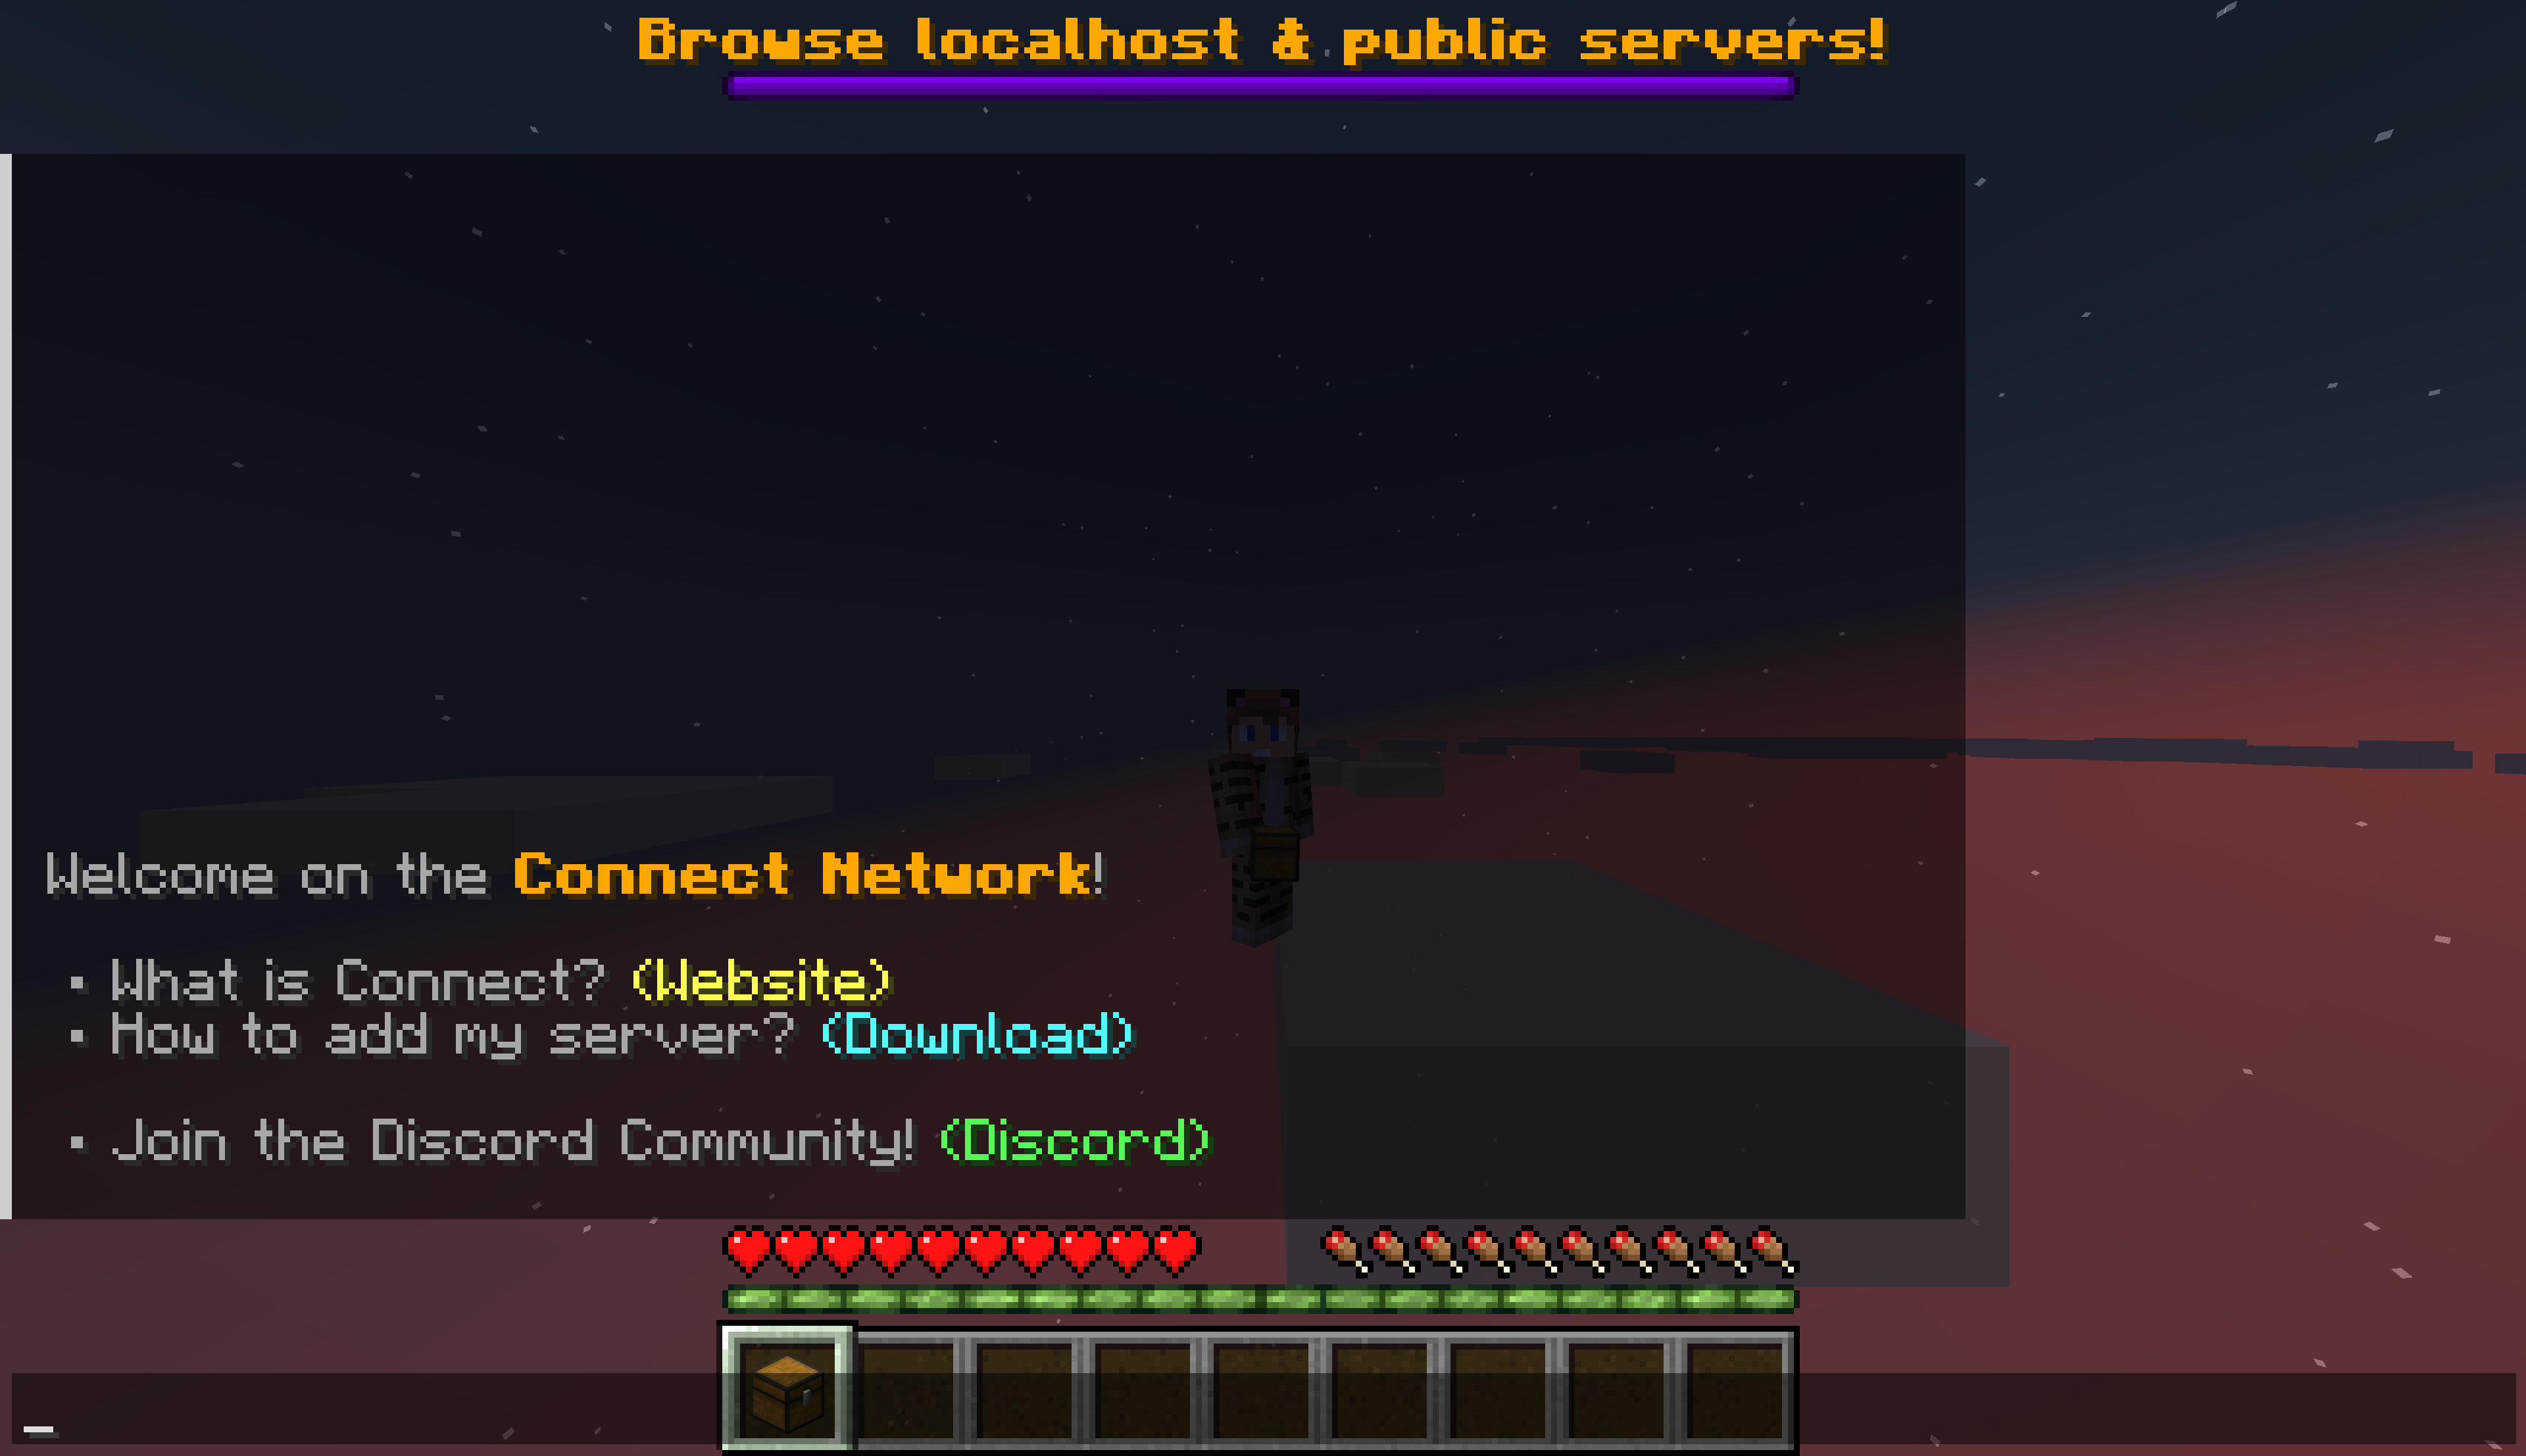 Browse localhost & public servers!
Welcome on the Connect Network!
• What is Connect? (Website)
• How to add my server? (Download)
• Join the Discord Community! (Discord)
_